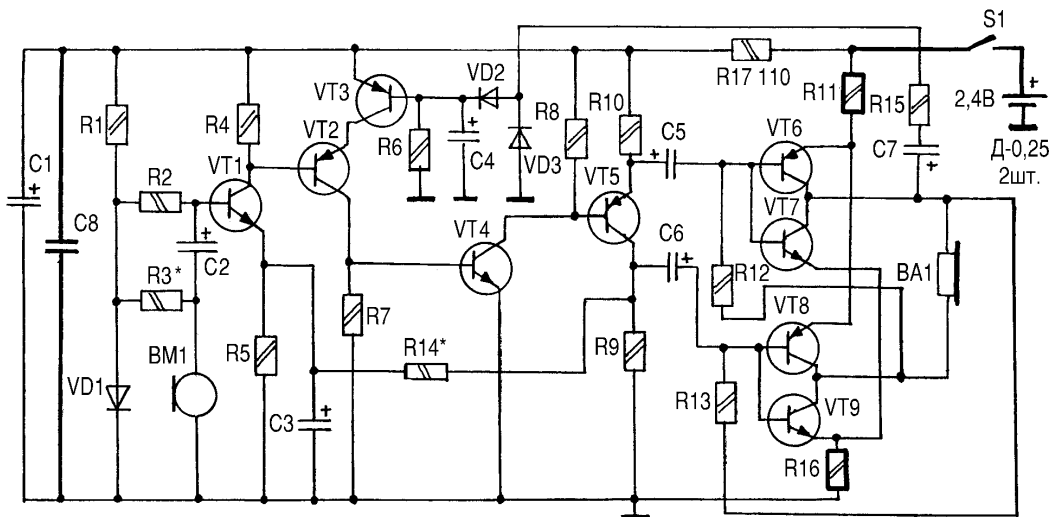 S1
R17 110
R11
R15
2,4В
+
Д-0,25
2шт.
VT3
VD2
R1
R4
VT2
R6
+
C4
VD3
R8
R10
C5
+
VT6
C7
+
C1
+
R2
VT1
VT5
C8
+
C2
VT4
C6
+
VT7
R3*
R12
BA1
BM1
R5
R7
R14*
R9
VT8
VD1
C3
+
R13
VT9
R16